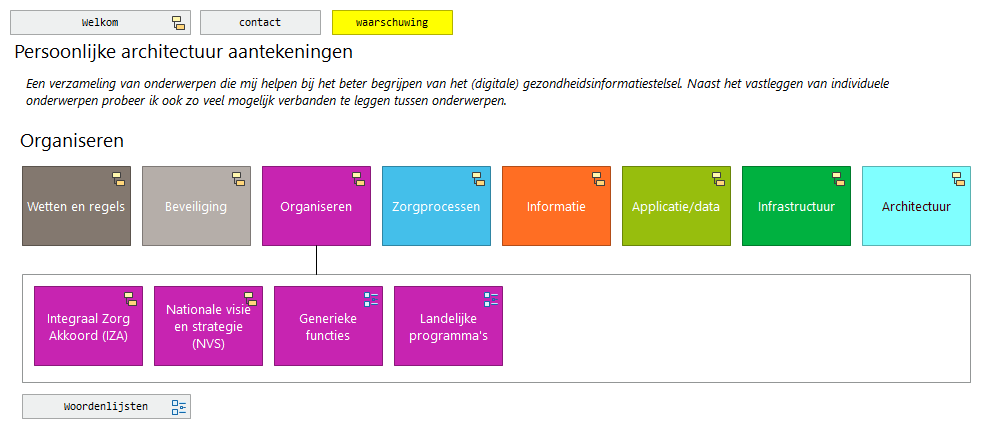 Welkom
contact
waarschuwing
Persoonlijke architectuur aantekeningen
Een verzameling van onderwerpen die mij helpen bij het beter begrijpen van het (digitale) gezondheidsinformatiestelsel. Naast het vastleggen van individuele
onderwerpen probeer ik ook zo veel mogelijk verbanden te leggen tussen onderwerpen.
Organiseren
Wetten en regels
Beveiliging
Organiseren
Zorgprocessen
Informatie
Applicatie/data
Infrastructuur
Architectuur
Integraal Zorg
Akkoord (IZA)
Nationale visie
en strategie
(NVS)
Generieke
functies
Landelijke
programma's
Woordenlijsten